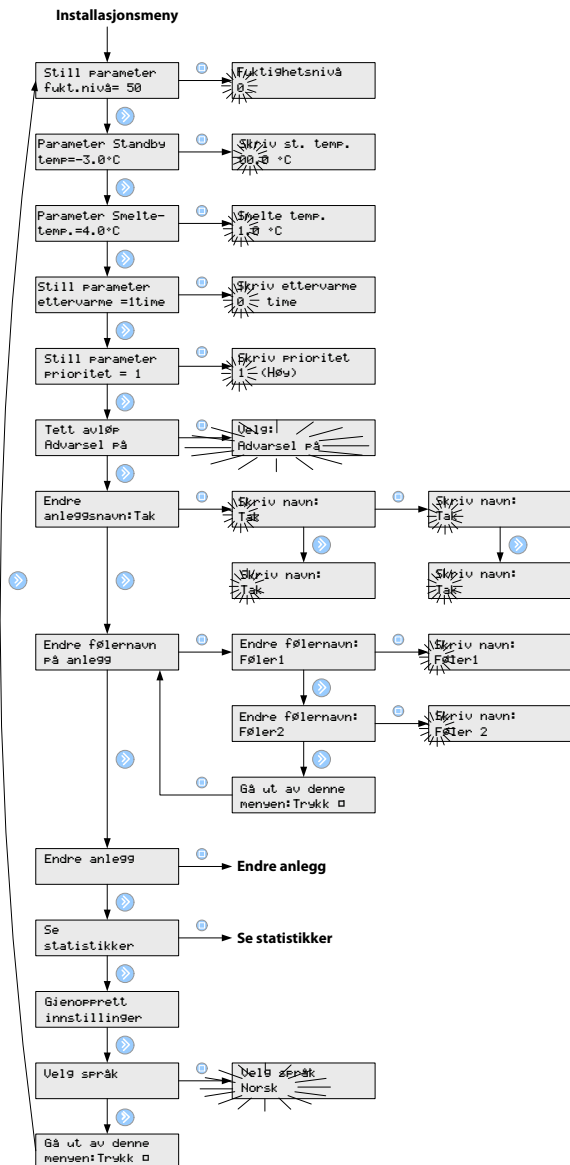 Installasjonsmeny
Still parameter
fukt.nivå= 50
Fuktighetsnivå
0
Parameter Standby
temp=-3.0°C
Skriv st. temp.
00.0 °C
Parameter Smelte-
temp.=4.0°C
Smelte temp.
1.0 °C
Still parameter
ettervarme =1time
Skriv ettervarme
0 time
Still parameter
prioritet = 1
Skriv prioritet
1 (Høy)
Tett avløp
Advarsel på
Velg:
Advarsel på
Endre
anleggsnavn:Tak
Skriv navn:
Tak
Skriv navn:
Tak
Skriv navn:
Tak
Skriv navn:
Tak
Endre følernavn
på anlegg
Endre følernavn:
Føler1
Skriv navn:
Føler1
Endre følernavn:
Føler2
Skriv navn:
Føler 2
Gå ut av denne
menyen:Trykk ¤
Endre anlegg
Endre anlegg
Se
statistikker
Se statistikker
Gienopprett
innstillinger
Velg språk
Velg språk
Norsk
Gå ut av denne
menyen:Trykk ¤